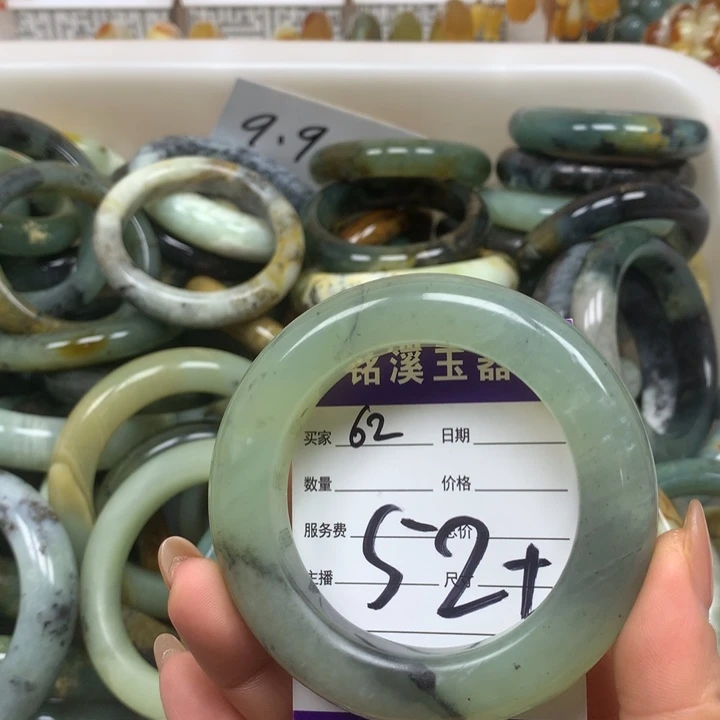 9.9
铭溪玉器
买家 62 日期
数量 价格
服务费 总价
主播 尺寸
52+